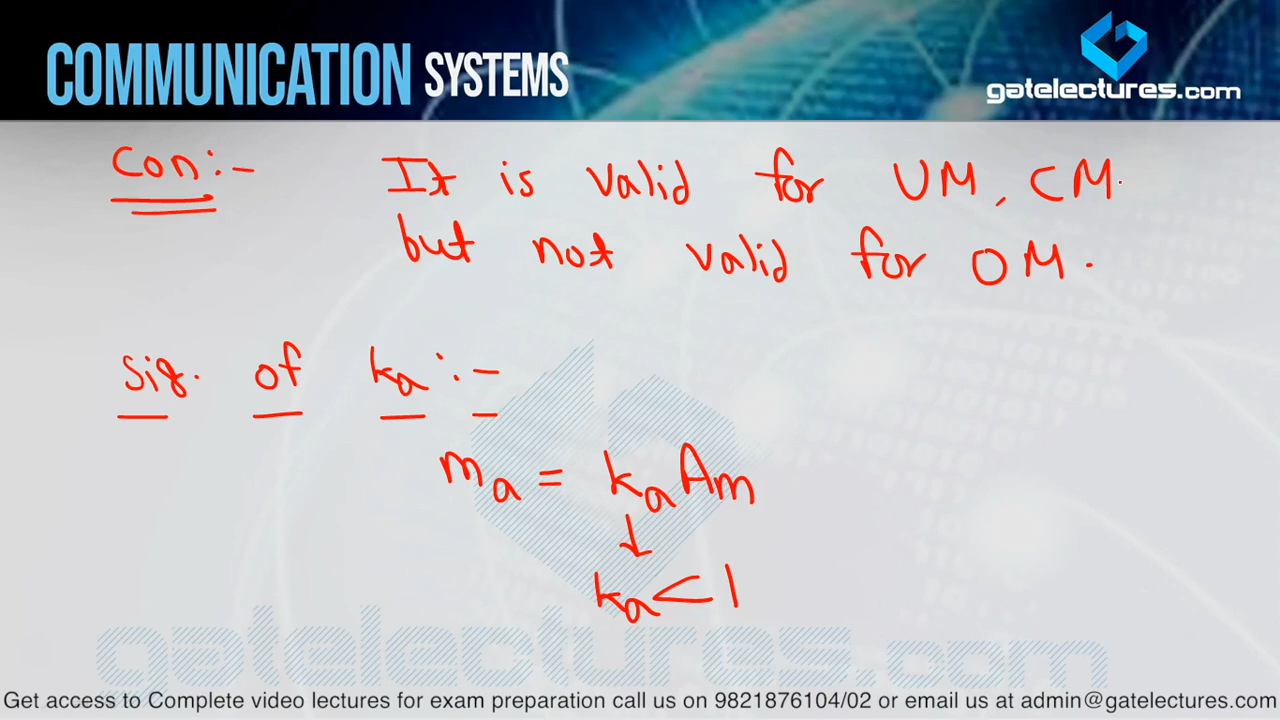 COMMUNICATION SYSTEMS
gatelectures.com
Con:- It is valid for UM, CM.
but not valid for OM.
Sig. of ka :-
ma = ka Am
↓
ka < 1
gatelectures.com
Get access to Complete video lectures for exam preparation call us on 9821876104/02 or email us at admin@gatelectures.com